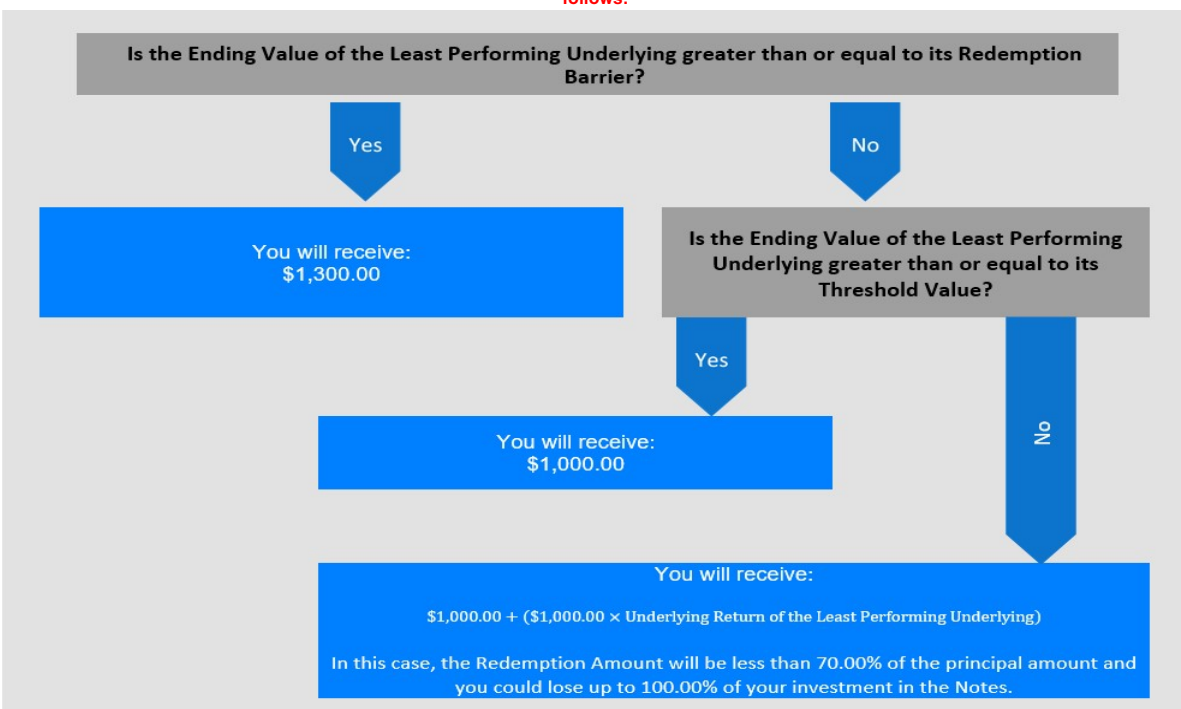 follows:
Is the Ending Value of the Least Performing Underlying greater than or equal to its Redemption
Barrier?
Yes
No
You will receive:
$1,300.00
Is the Ending Value of the Least Performing
Underlying greater than or equal to its
Threshold Value?
Yes
No
You will receive:
$1,000.00
You will receive:
$1,000.00 + ($1,000.00 × Underlying Return of the Least Performing Underlying)
In this case, the Redemption Amount will be less than 70.00% of the principal amount and
you could lose up to 100.00% of your investment in the Notes.